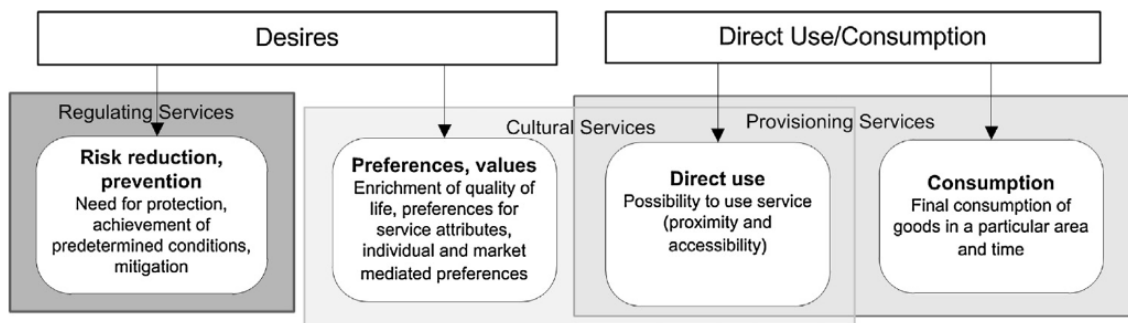 Desires
Direct Use/Consumption
Regulating Services
Cultural Services
Provisioning Services
Risk reduction,
prevention
Need for protection,
achievement of
predetermined conditions,
mitigation
Preferences, values
Enrichment of quality of
life, preferences for
service attributes,
individual and market
mediated preferences
Direct use
Possibility to use service
(proximity and
accessibility)
Consumption
Final consumption of
goods in a particular area
and time